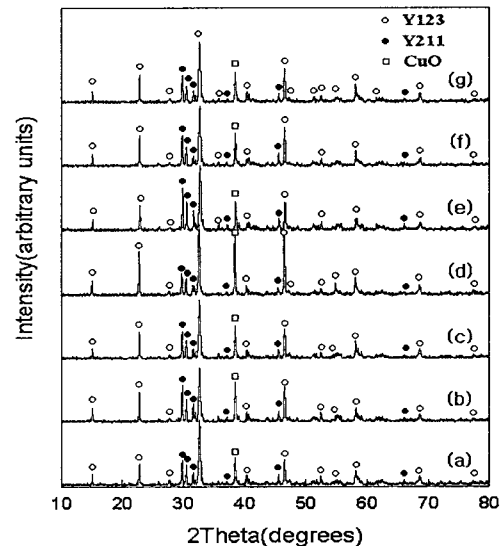 Y123
Y211
CuO
(g)
(f)
(e)
(d)
(c)
(b)
(a)
Intensity(arbitrary units)
10 20 30 40 50 60 70 80
2Theta(degrees)